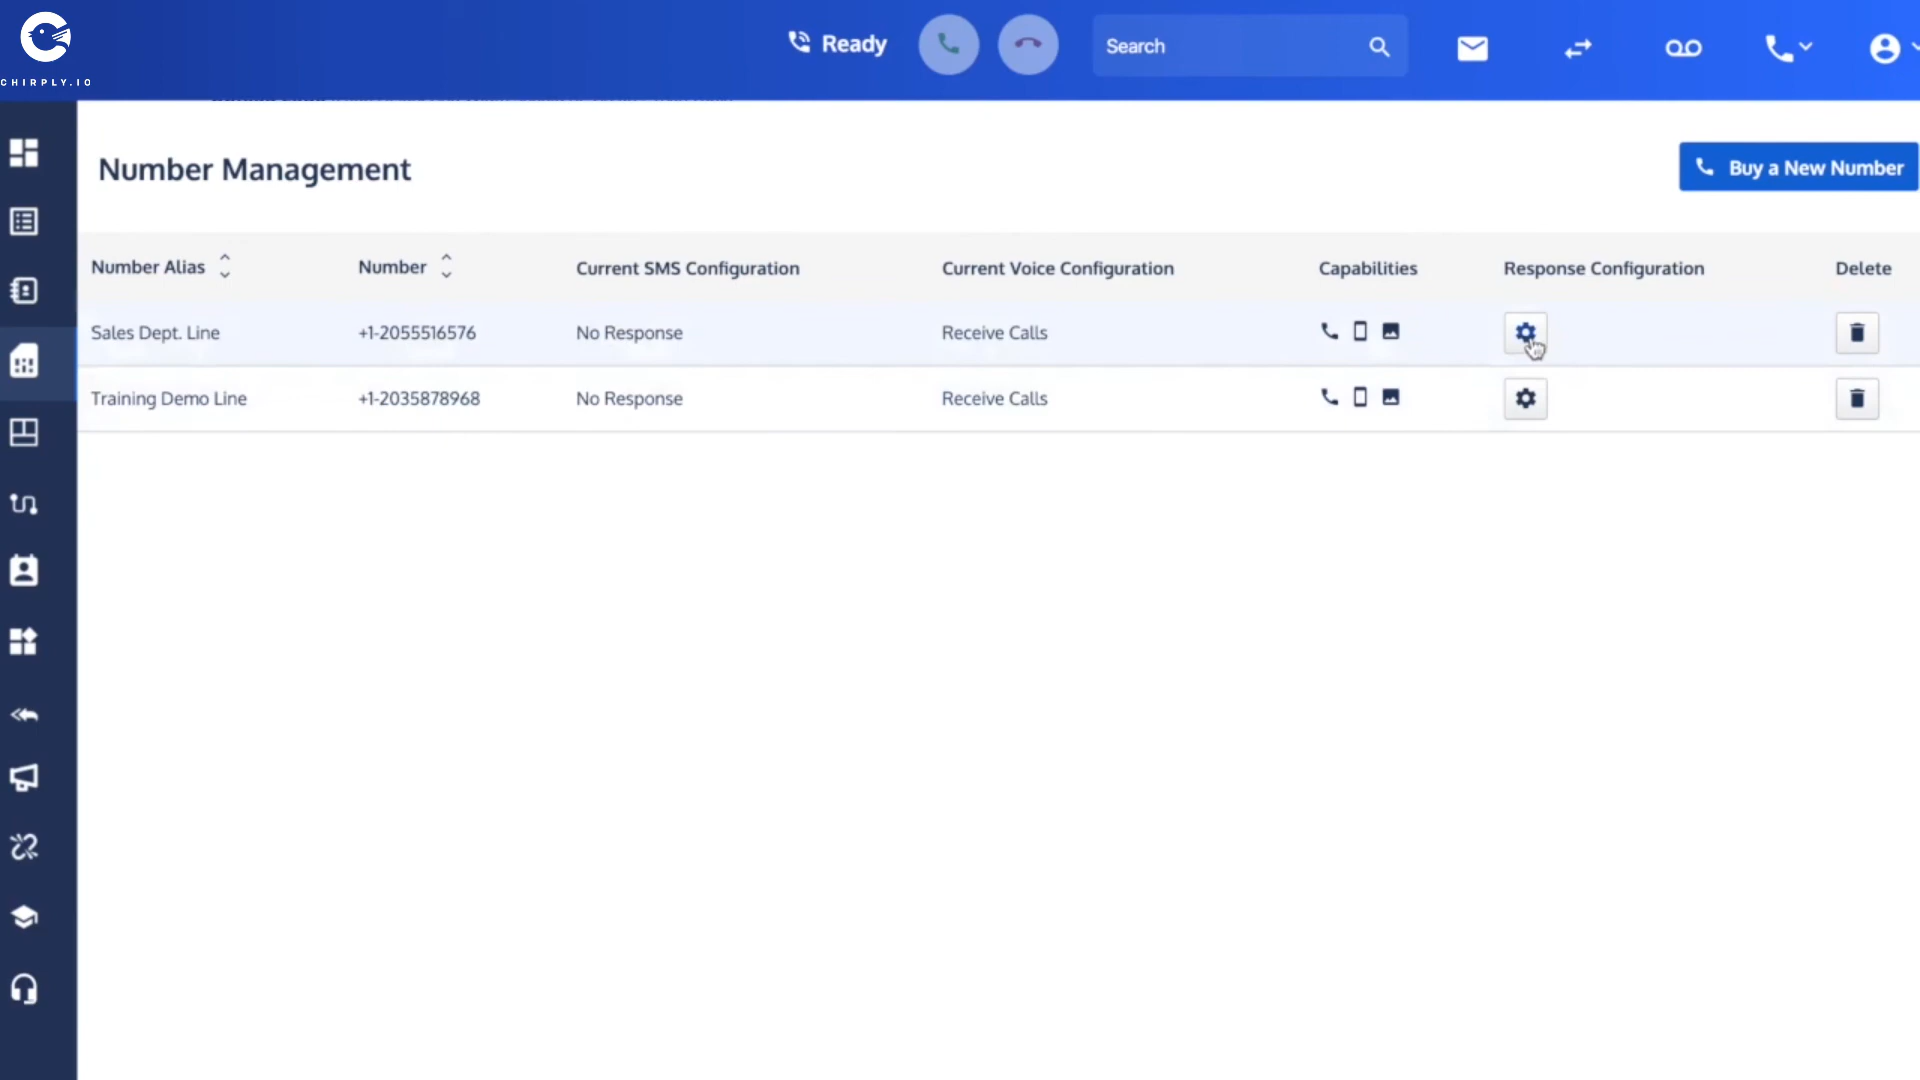 CHIRPLY.IO
Ready
Search
Number Management
Buy a New Number
Number Alias Number Current SMS Configuration Current Voice Configuration Capabilities Response Configuration Delete
Sales Dept. Line +1-2055516576 No Response Receive Calls
Training Demo Line +1-2035878968 No Response Receive Calls